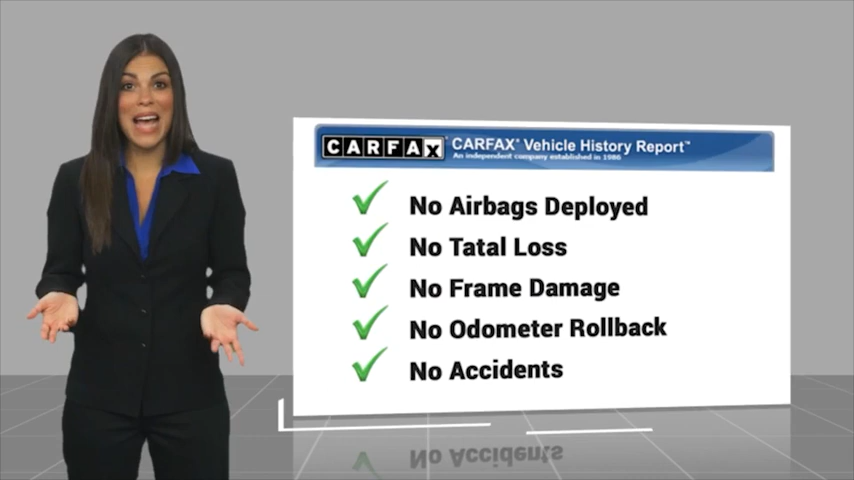 CARFAX
CARFAX® Vehicle History Report™
An independent company established in 1986
No Airbags Deployed
No Tatal Loss
No Frame Damage
No Odometer Rollback
No Accidents
No Accidents